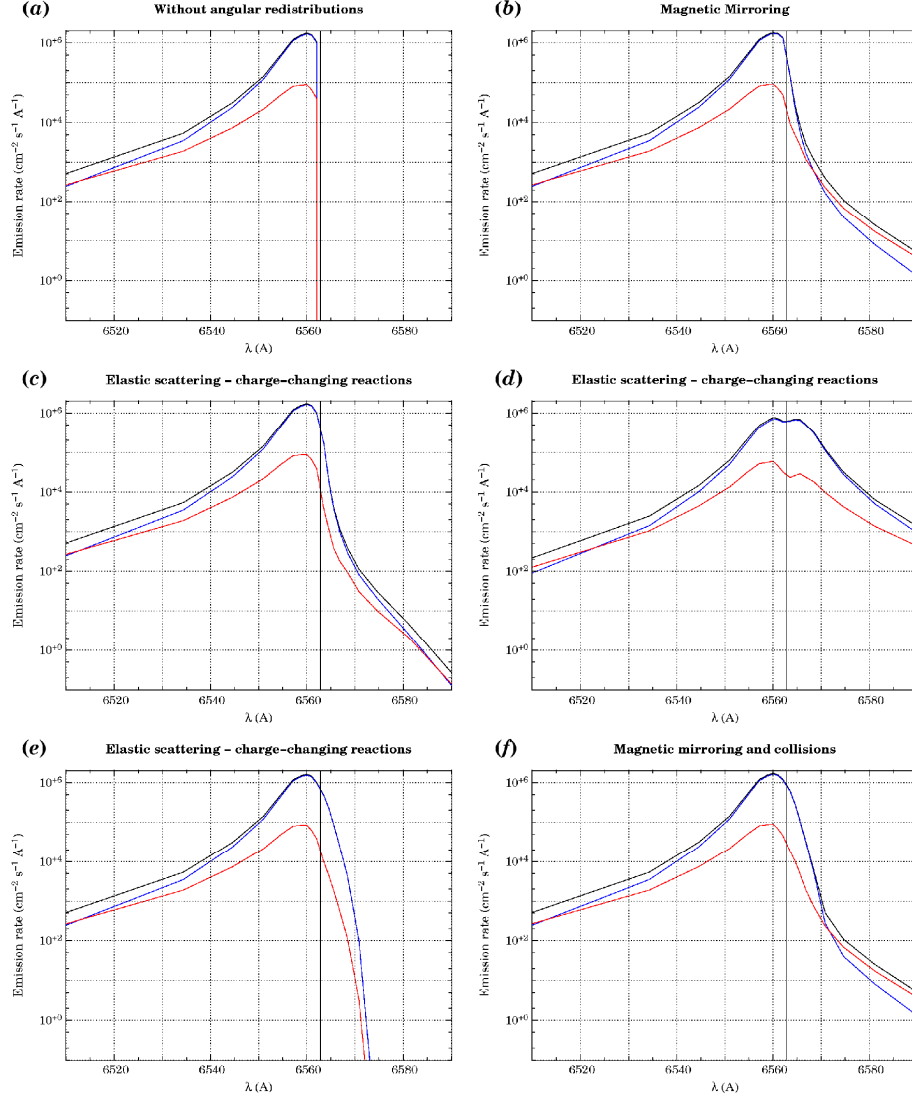 (a) Without angular redistributions
10⁺⁶
10⁺⁴
10⁺²
10⁺⁰
Emission rate (cm⁻² s⁻¹ A⁻¹)
6520 6540 6560 6580
λ (A)
(b) Magnetic Mirroring
10⁺⁶
10⁺⁴
10⁺²
10⁺⁰
Emission rate (cm⁻² s⁻¹ A⁻¹)
6520 6540 6560 6580
λ (A)
(c) Elastic scattering – charge–changing reactions
10⁺⁶
10⁺⁴
10⁺²
10⁺⁰
Emission rate (cm⁻² s⁻¹ A⁻¹)
6520 6540 6560 6580
λ (A)
(d) Elastic scattering – charge–changing reactions
10⁺⁶
10⁺⁴
10⁺²
10⁺⁰
Emission rate (cm⁻² s⁻¹ A⁻¹)
6520 6540 6560 6580
λ (A)
(e) Elastic scattering – charge–changing reactions
10⁺⁶
10⁺⁴
10⁺²
10⁺⁰
Emission rate (cm⁻² s⁻¹ A⁻¹)
6520 6540 6560 6580
λ (A)
(f) Magnetic mirroring and collisions
10⁺⁶
10⁺⁴
10⁺²
10⁺⁰
Emission rate (cm⁻² s⁻¹ A⁻¹)
6520 6540 6560 6580
λ (A)